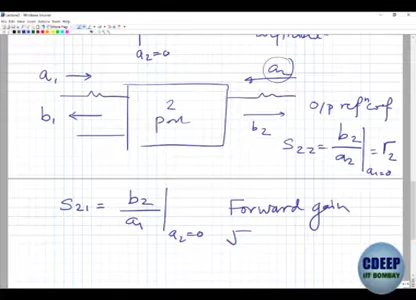 Lecture2 - Windows Journal
a₂=0
a₁
a₂
2
port
b₁
b₂
o/p refⁿ coef
S₂₂ = b₂/a₂ |a₁=0 = Γ₂
S₂₁ = b₂/a₁ |a₂=0 Forward gain
CDEEP
IIT BOMBAY